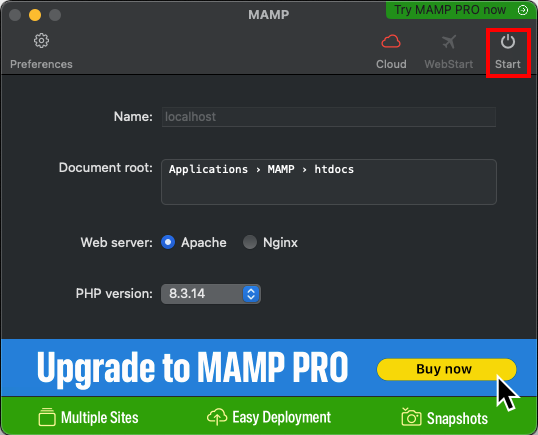 MAMP
Try MAMP PRO now
Preferences
Cloud
WebStart
Start
Name: localhost
Document root: Applications › MAMP › htdocs
Web server: Apache Nginx
PHP version: 8.3.14
Upgrade to MAMP PRO Buy now
Multiple Sites Easy Deployment Snapshots